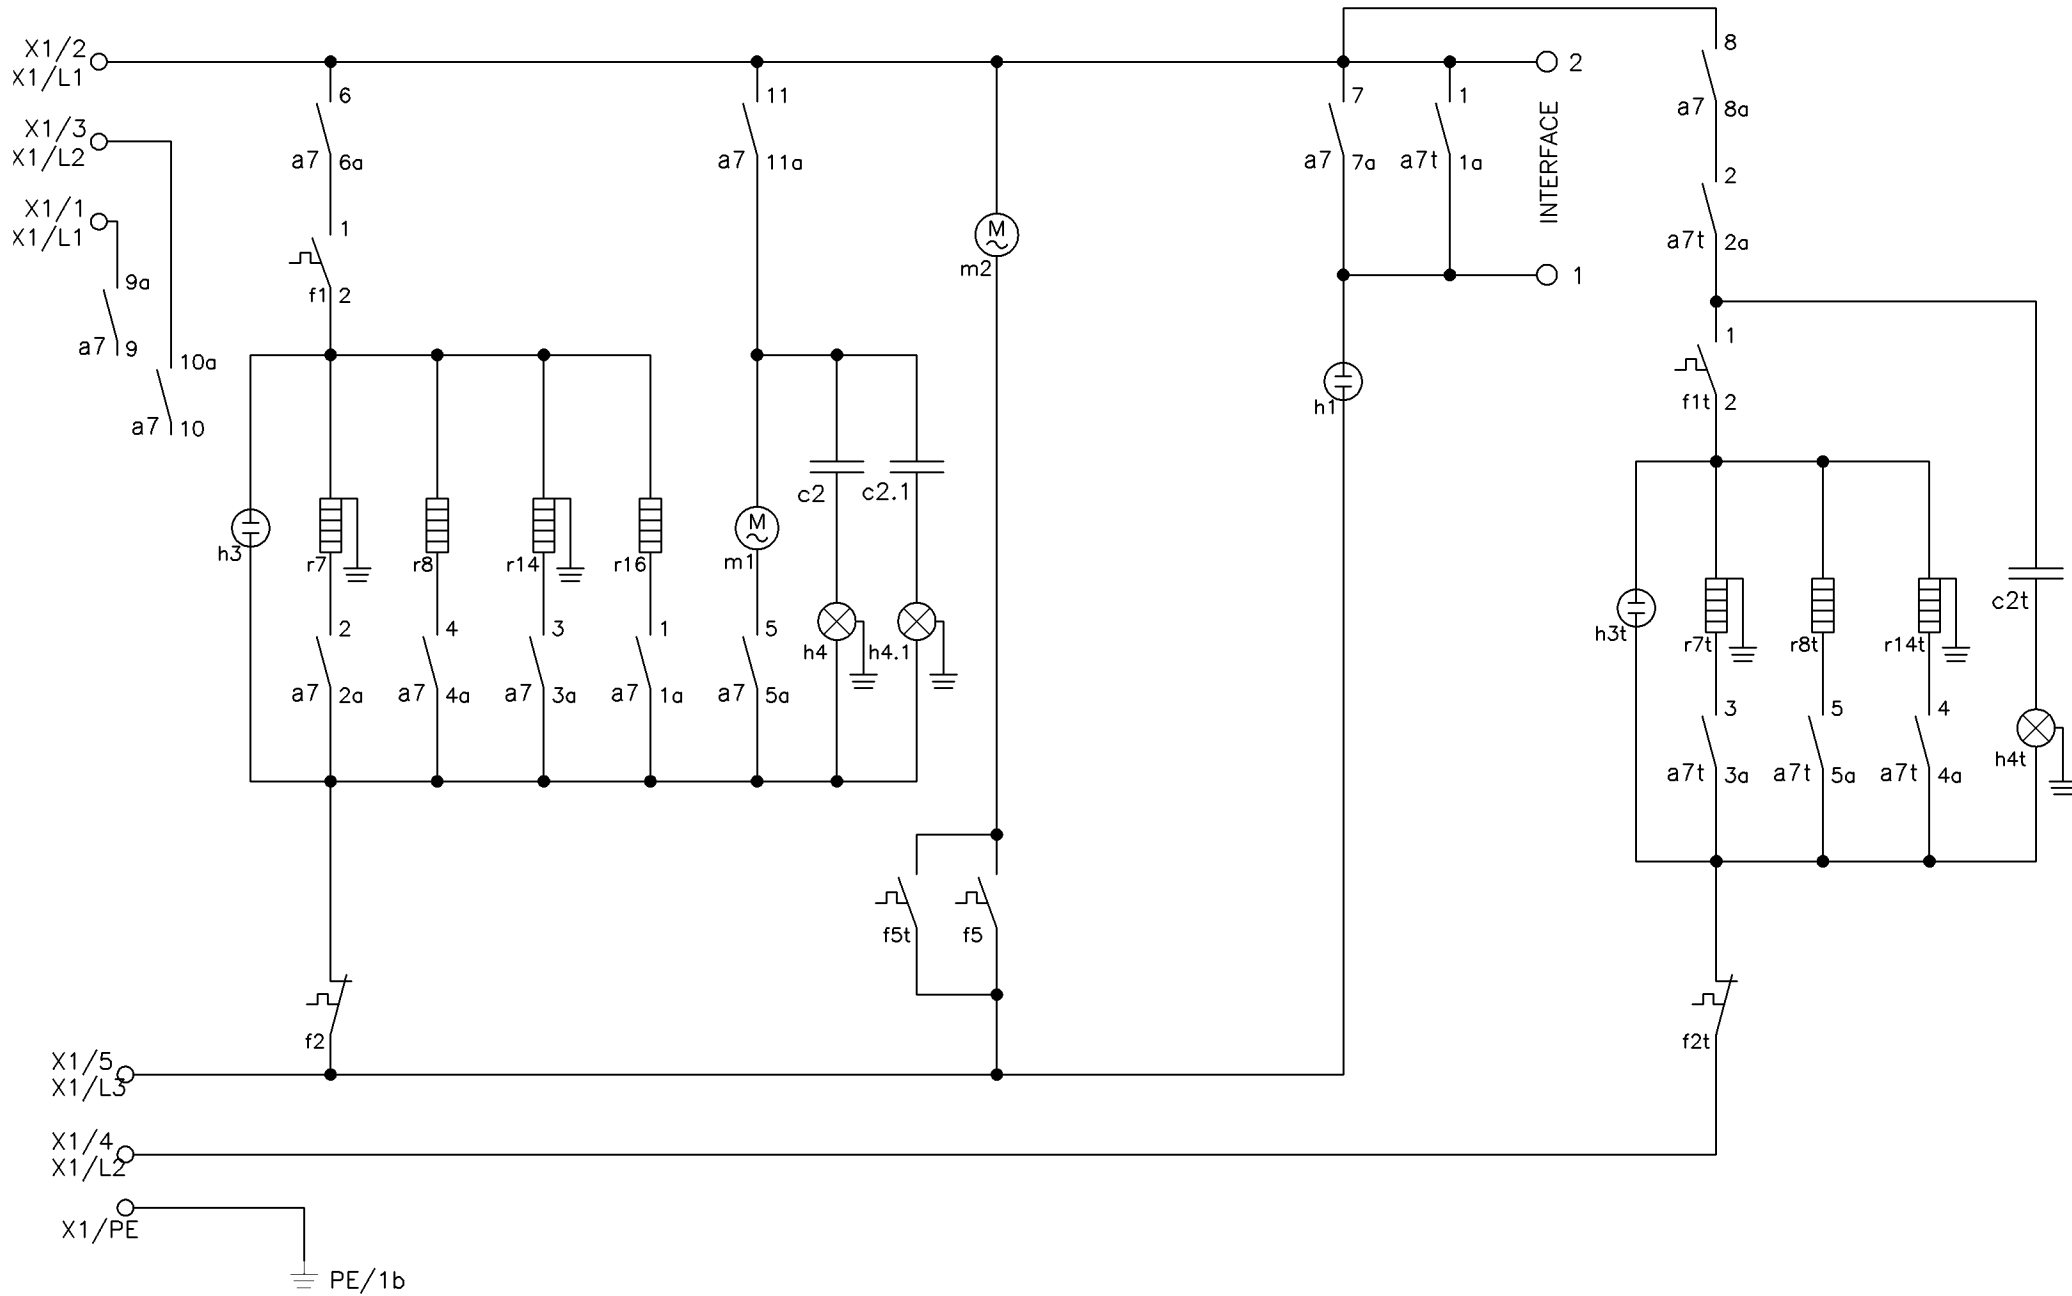 X1/2
X1/L1
X1/3
X1/L2
X1/1
X1/L1
9a
a7 9
10a
a7 10
6
a7 6a
1
f1 2
11
a7 11a
M
m2
7
a7 7a
1
a7t 1a
2
INTERFACE
1
h1
8
a7 8a
2
a7t 2a
1
f1t 2
h3
r7
r8
r14
r16
M
m1
c2
c2.1
2
a7 2a
4
a7 4a
3
a7 3a
1
a7 1a
5
a7 5a
h4
h4.1
h3t
r7t
r8t
r14t
c2t
3
a7t 3a
5
a7t 5a
4
a7t 4a
h4t
f5t
f5
f2
f2t
X1/5
X1/L3
X1/4
X1/L2
X1/PE
PE/1b